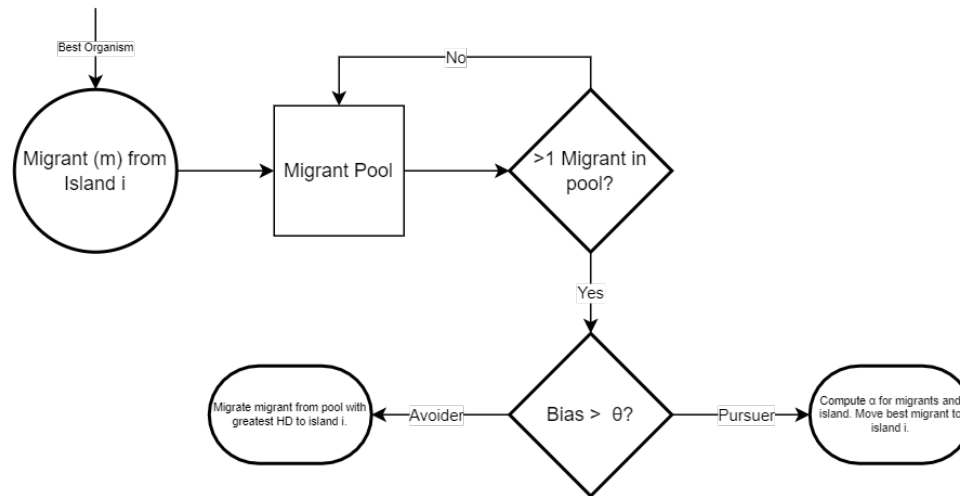 No
Best Organism
Migrant (m) from
Island i
Migrant Pool
>1 Migrant in
pool?
Yes
Migrate migrant from pool with
greatest HD to island i.
Avoider
Bias > θ?
Pursuer
Compute α for migrants and
island. Move best migrant to
island i.